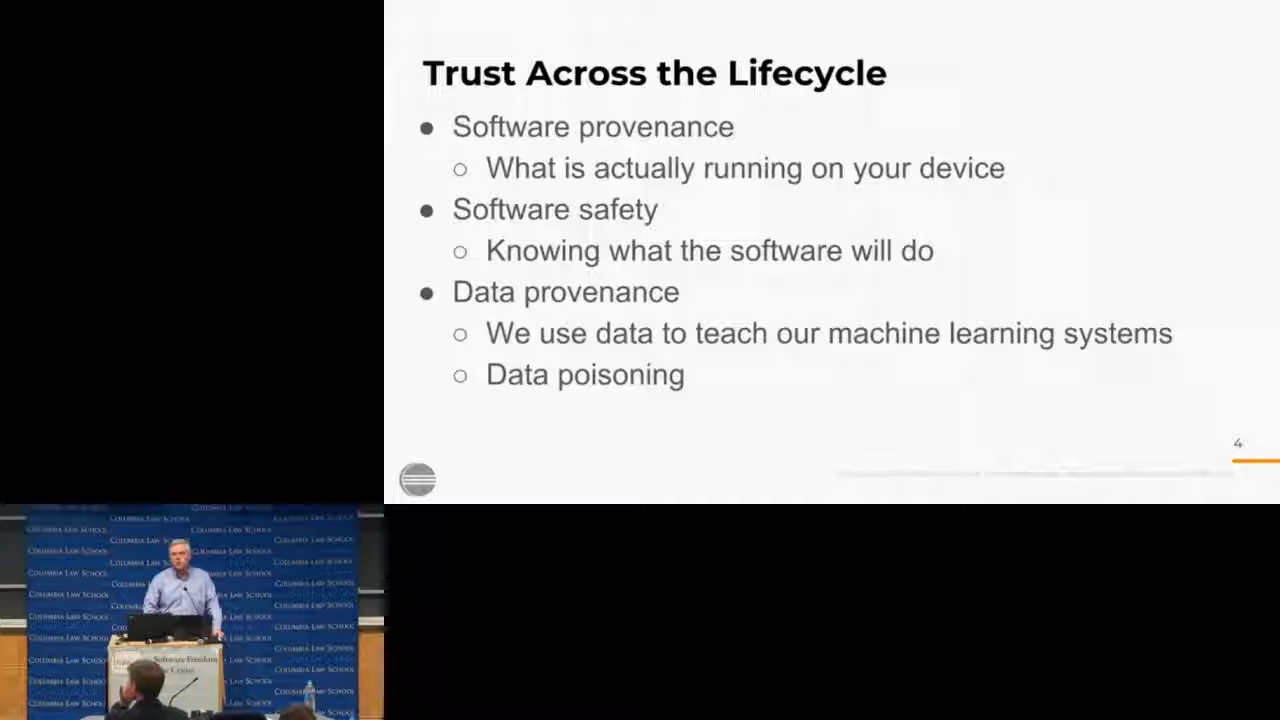 Trust Across the Lifecycle
● Software provenance
○ What is actually running on your device
● Software safety
○ Knowing what the software will do
● Data provenance
○ We use data to teach our machine learning systems
○ Data poisoning
4
COLUMBIA LAW SCHOOL
Software Freedom
Center